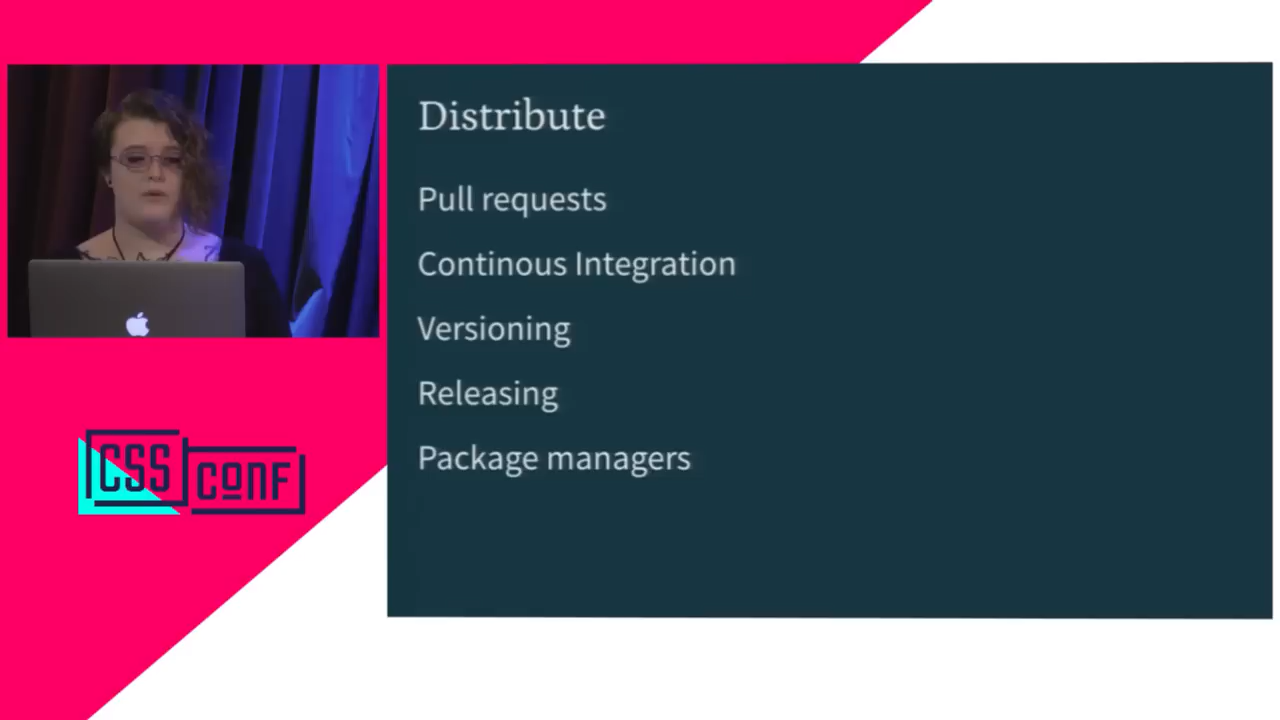 Distribute
Pull requests
Continous Integration
Versioning
Releasing
Package managers
CSS
CONF